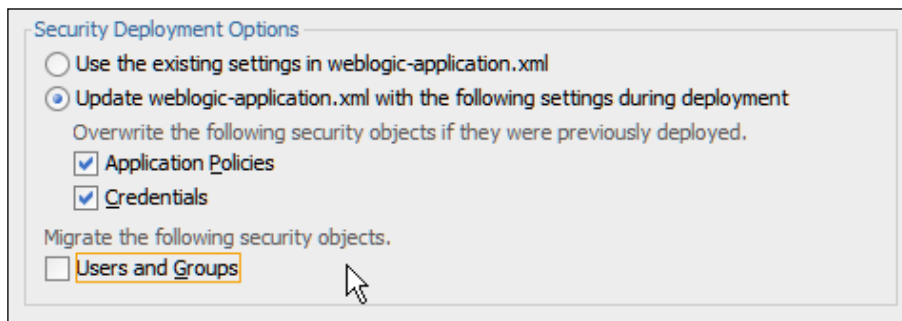 Security Deployment Options
Use the existing settings in weblogic-application.xml
Update weblogic-application.xml with the following settings during deployment
Overwrite the following security objects if they were previously deployed.
Application Policies
Credentials
Migrate the following security objects.
Users and Groups